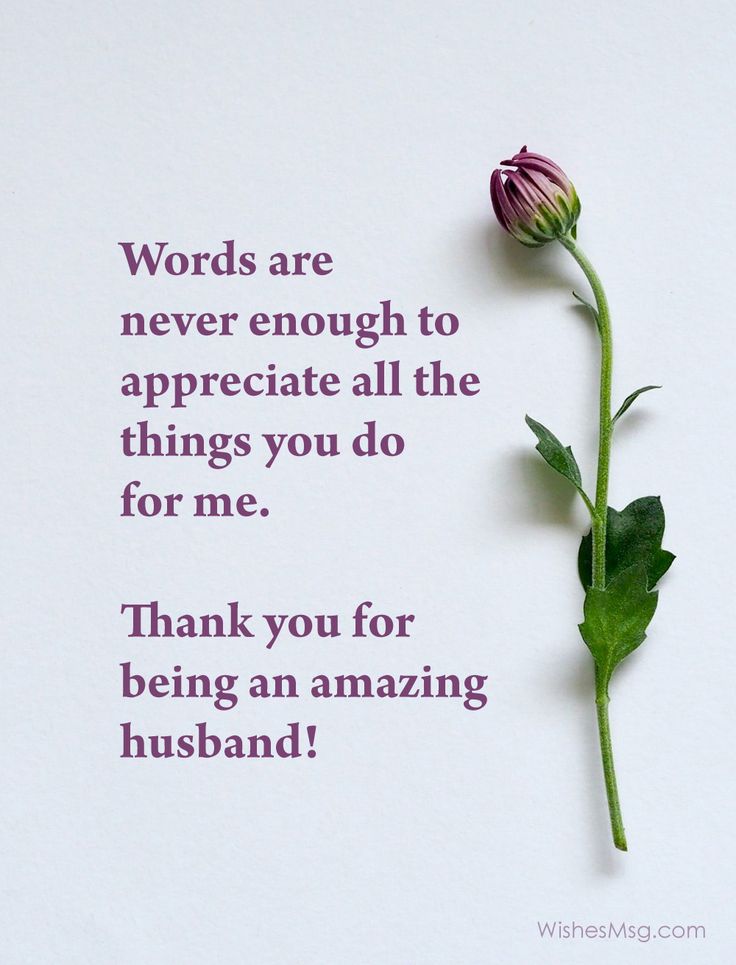 Words are
never enough to
appreciate all the
things you do
for me.
Thank you for
being an amazing
husband!
WishesMsg.com